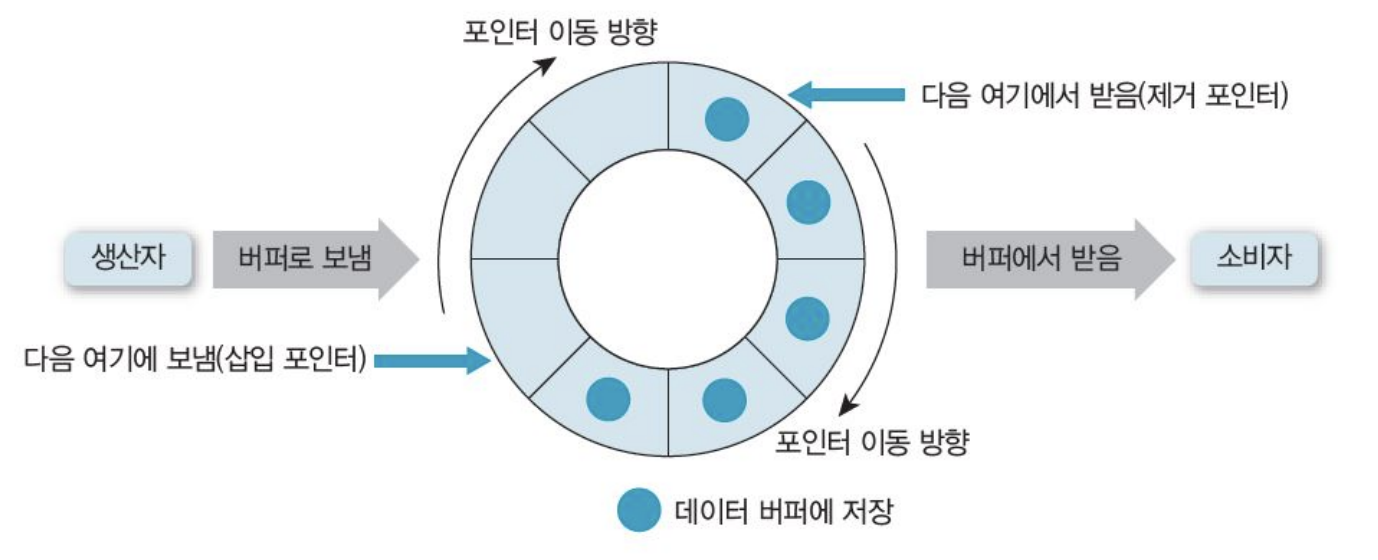 포인터 이동 방향
다음 여기에서 받음(제거 포인터)
생산자
버퍼로 보냄
버퍼에서 받음
소비자
다음 여기에 보냄(삽입 포인터)
포인터 이동 방향
데이터 버퍼에 저장